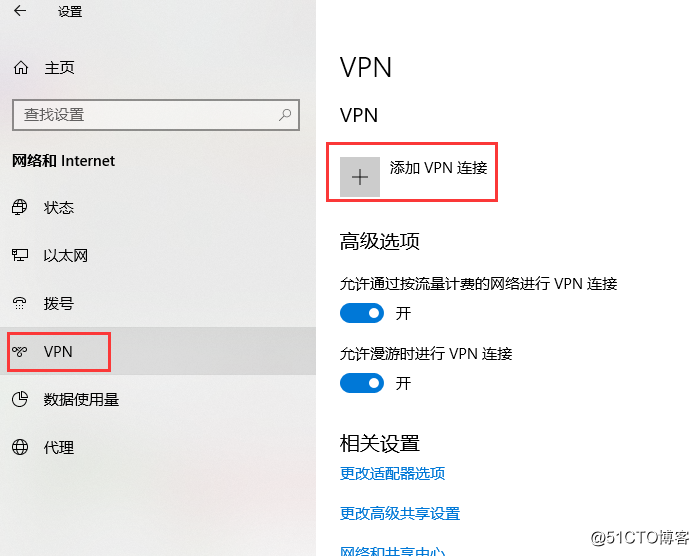 设置
主页
查找设置
网络和 Internet
状态
以太网
拨号
VPN
数据使用量
代理
VPN
VPN
添加 VPN 连接
高级选项
允许通过按流量计费的网络进行 VPN 连接
开
允许漫游时进行 VPN 连接
开
相关设置
更改适配器选项
更改高级共享设置
网络和共享中心
@51CTO博客